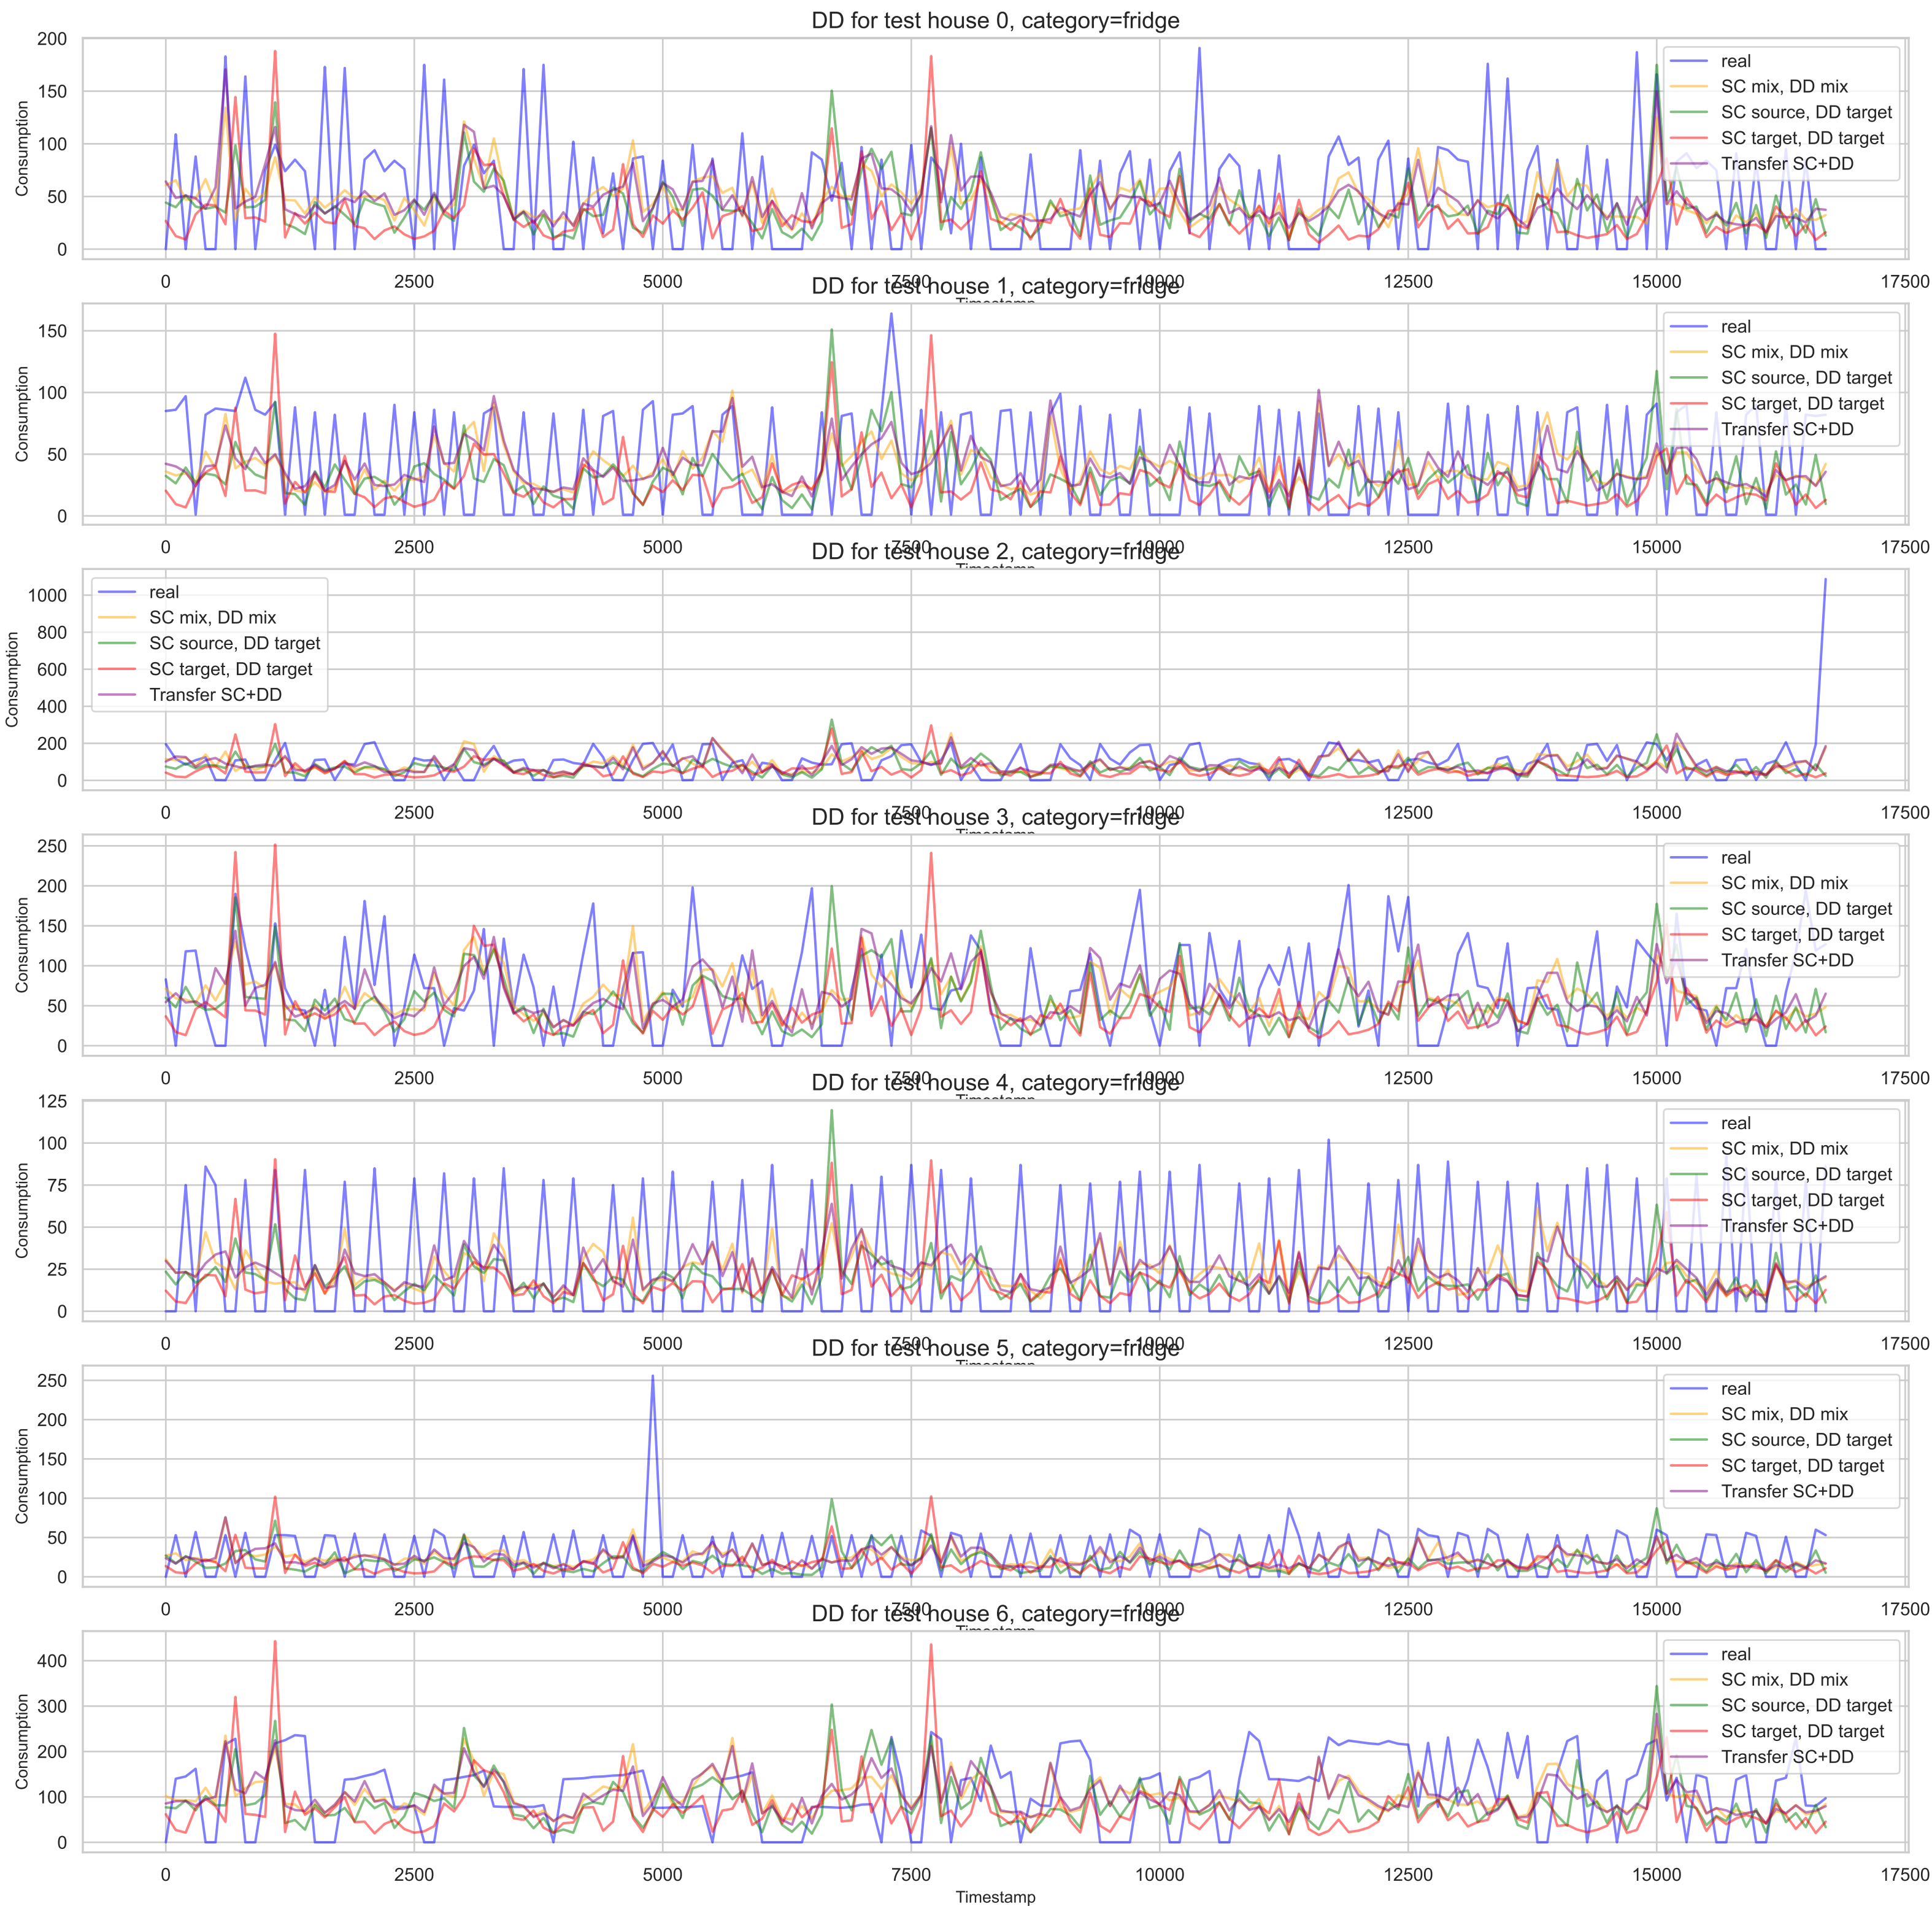 DD for test house 0, category=fridge
200
150
100
50
0
Consumption
real
SC mix, DD mix
SC source, DD target
SC target, DD target
Transfer SC+DD
0 2500 5000 7500 10000 12500 15000 17500
Timestamp
DD for test house 1, category=fridge
150
100
50
0
Consumption
real
SC mix, DD mix
SC source, DD target
SC target, DD target
Transfer SC+DD
0 2500 5000 7500 10000 12500 15000 17500
Timestamp
DD for test house 2, category=fridge
1000
800
600
400
200
0
Consumption
real
SC mix, DD mix
SC source, DD target
SC target, DD target
Transfer SC+DD
0 2500 5000 7500 10000 12500 15000 17500
Timestamp
DD for test house 3, category=fridge
250
200
150
100
50
0
Consumption
real
SC mix, DD mix
SC source, DD target
SC target, DD target
Transfer SC+DD
0 2500 5000 7500 10000 12500 15000 17500
Timestamp
DD for test house 4, category=fridge
125
100
75
50
25
0
Consumption
real
SC mix, DD mix
SC source, DD target
SC target, DD target
Transfer SC+DD
0 2500 5000 7500 10000 12500 15000 17500
Timestamp
DD for test house 5, category=fridge
250
200
150
100
50
0
Consumption
real
SC mix, DD mix
SC source, DD target
SC target, DD target
Transfer SC+DD
0 2500 5000 7500 10000 12500 15000 17500
Timestamp
DD for test house 6, category=fridge
400
300
200
100
0
Consumption
real
SC mix, DD mix
SC source, DD target
SC target, DD target
Transfer SC+DD
0 2500 5000 7500 10000 12500 15000 17500
Timestamp